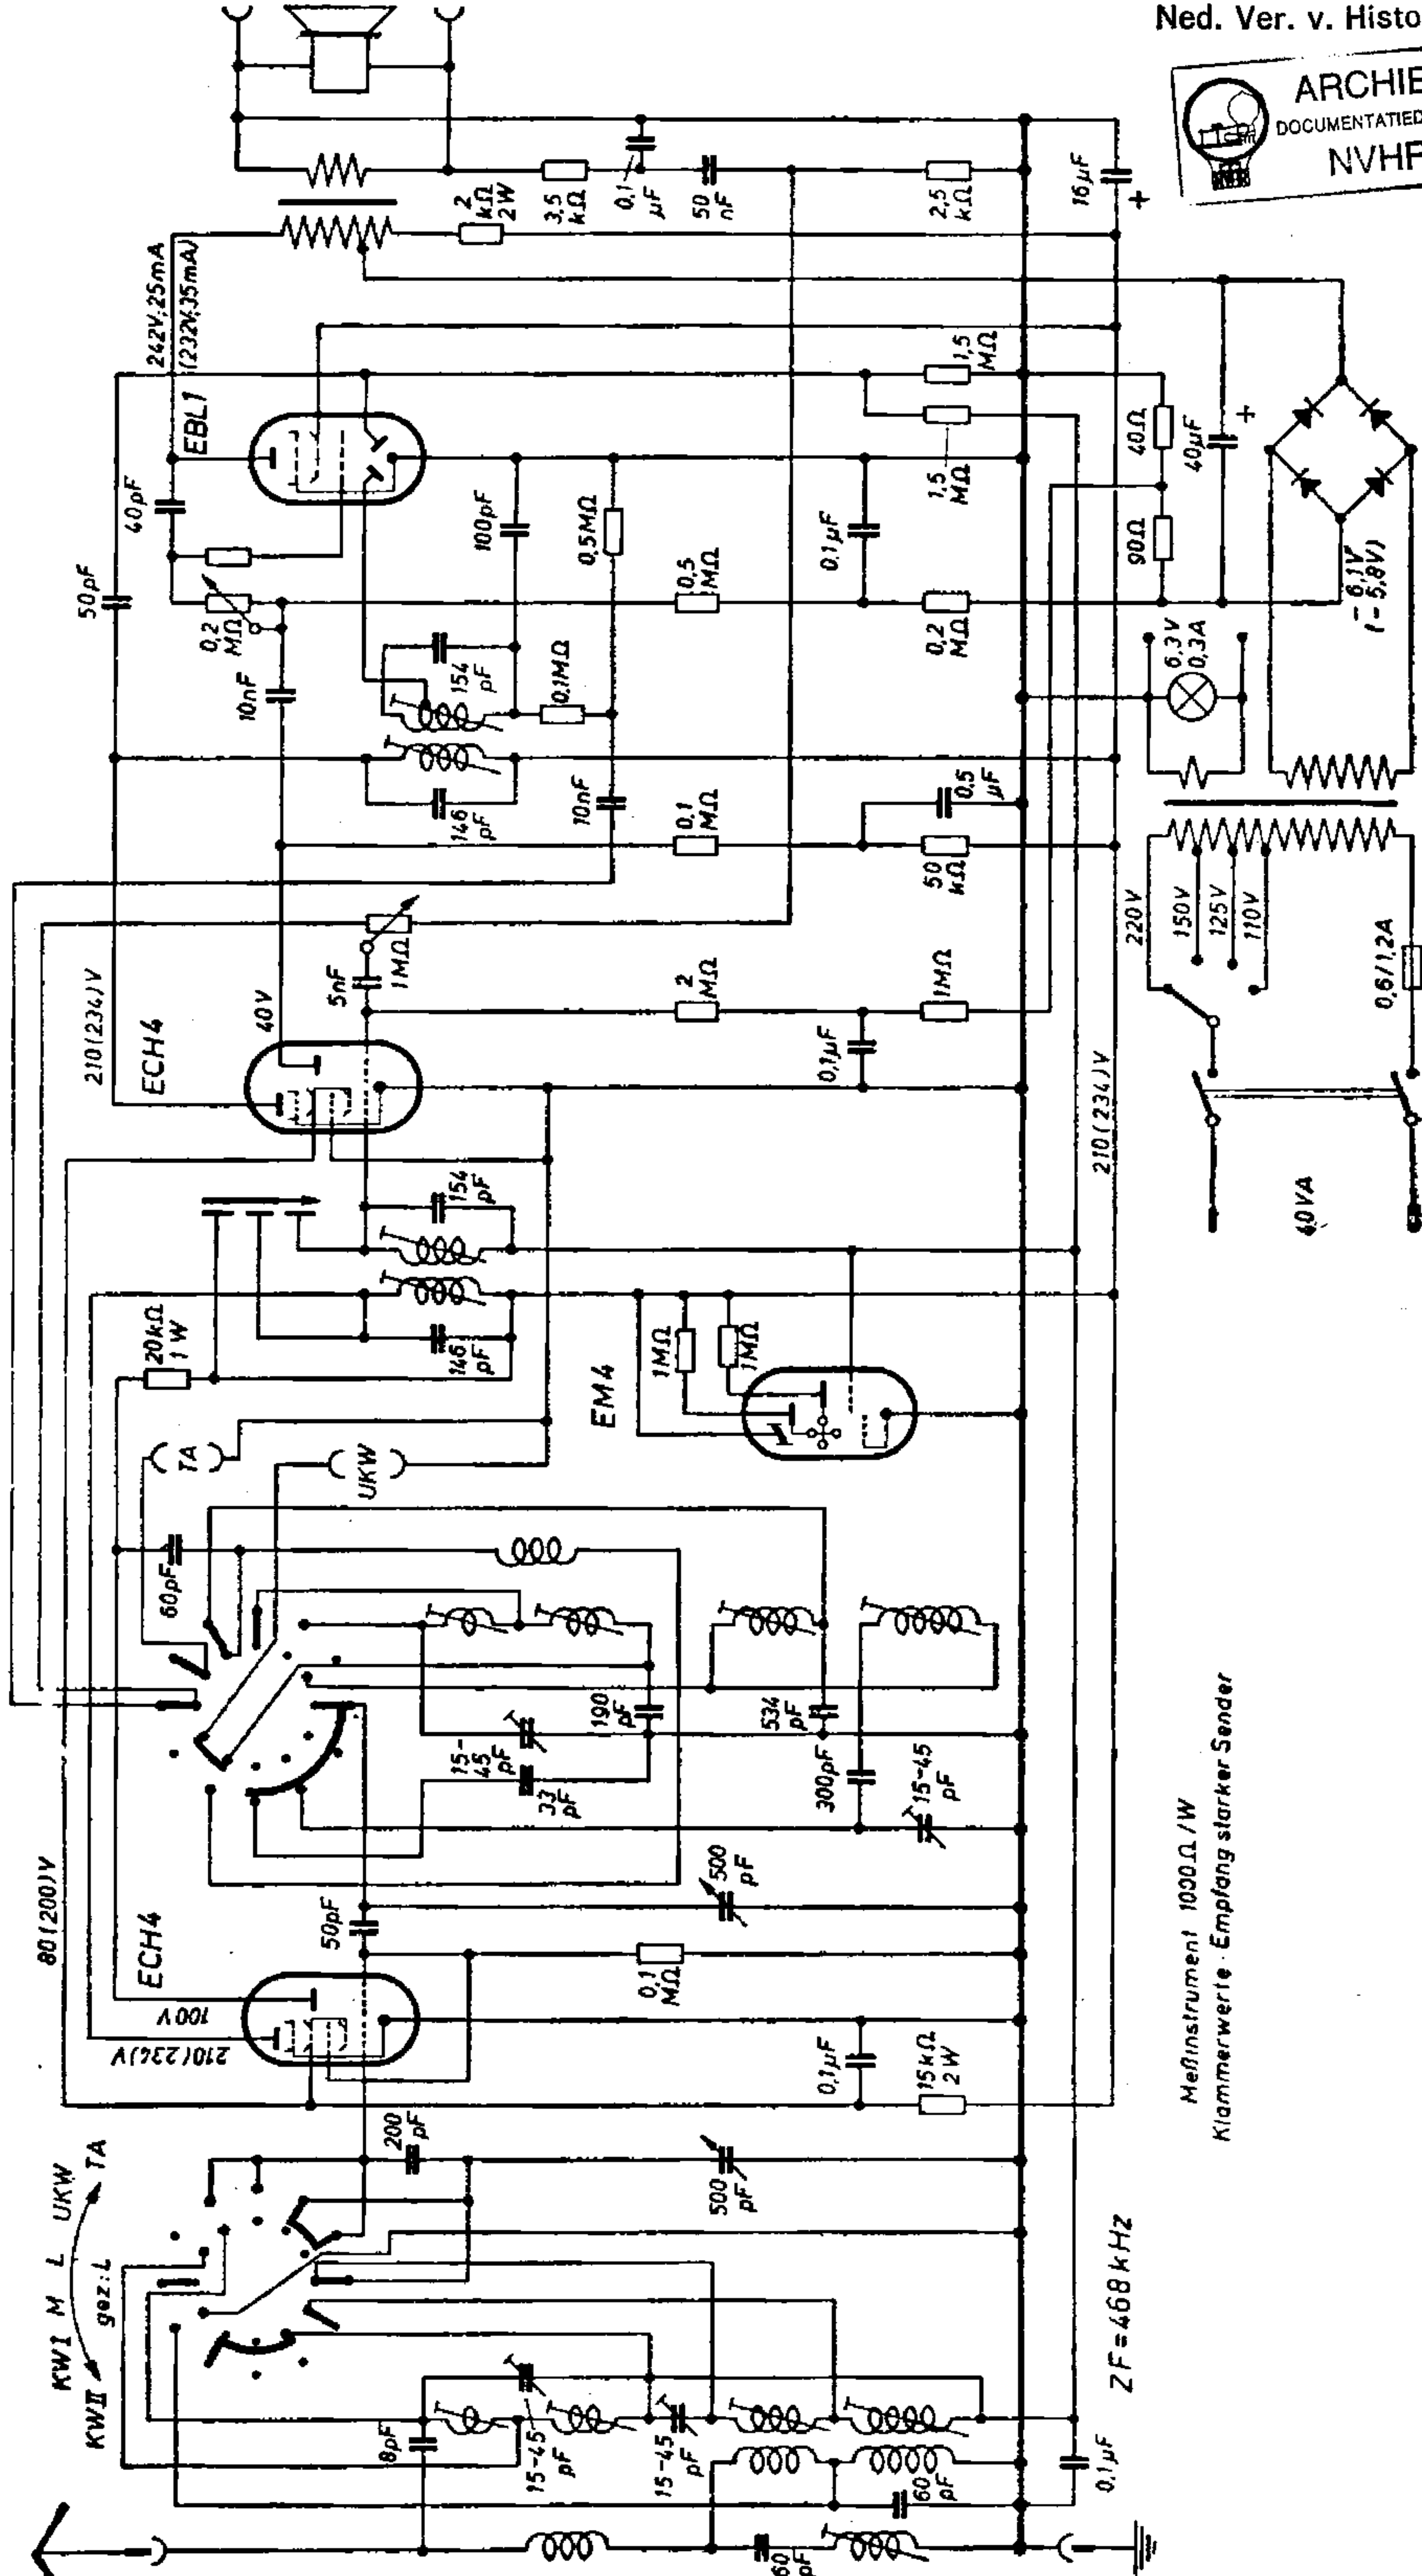 Ned. Ver. v. Histo
ARCHIE
DOCUMENTATIED
NVHR
242V, 25mA
(232V, 35mA)
EBL1
40pF
50pF
0,2
MΩ
10nF
154
pF
0,1MΩ
100pF
0,5MΩ
0,5
MΩ
0,1µF
0,2
MΩ
2
kΩ
2W
3,5
kΩ
0,1
µF
50
nF
2,5
kΩ
16µF
+
1,5
MΩ
1,5
MΩ
40Ω
90Ω
40µF
+
-6,1V
(-5,8V)
6,3V
0,3A
146
pF
10nF
0,1
MΩ
50
kΩ
0,5
µF
210(234)V
ECH4
40V
5nF
1MΩ
2
MΩ
1MΩ
0,1µF
210(234)V
220V
150V
125V
110V
0,6/1,2A
40VA
154
pF
146
pF
20kΩ
1W
TA
UKW
EM4
1MΩ
1MΩ
60pF
190
pF
15-
45
pF
33
pF
534
pF
300pF
15-45
pF
80(200)V
ECH4
100V
210(234)V
50pF
500
pF
0,1
MΩ
0,1µF
15kΩ
2W
200
pF
500
pF
KWII KWI M L UKW TA
gez.: L
8pF
15-45
pF
15-45
pF
60
pF
60
pF
0,1µF
ZF=468kHz
Meßinstrument 1000Ω/W
Klammerwerte · Empfang starker Sender